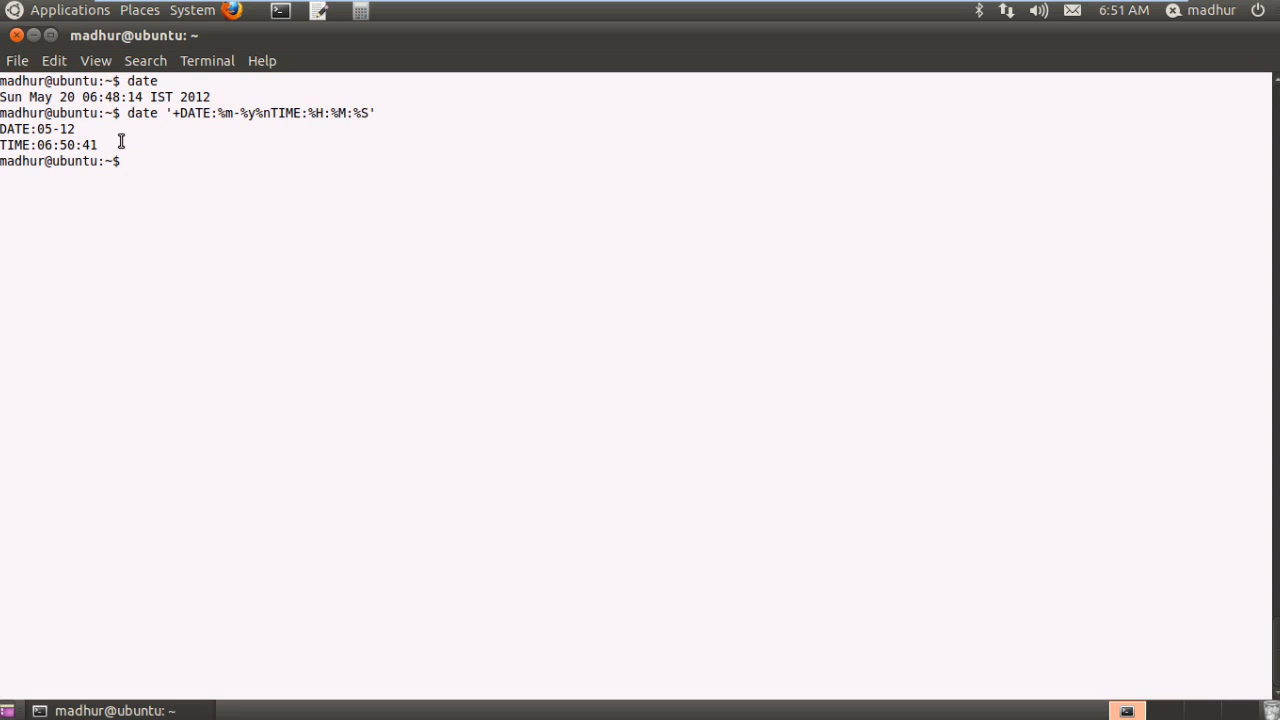 Applications Places System 6:51 AM madhur
madhur@ubuntu: ~
File Edit View Search Terminal Help
madhur@ubuntu:~$ date
Sun May 20 06:48:14 IST 2012
madhur@ubuntu:~$ date '+DATE:%m-%y%nTIME:%H:%M:%S'
DATE:05-12
TIME:06:50:41
madhur@ubuntu:~$
madhur@ubuntu: ~